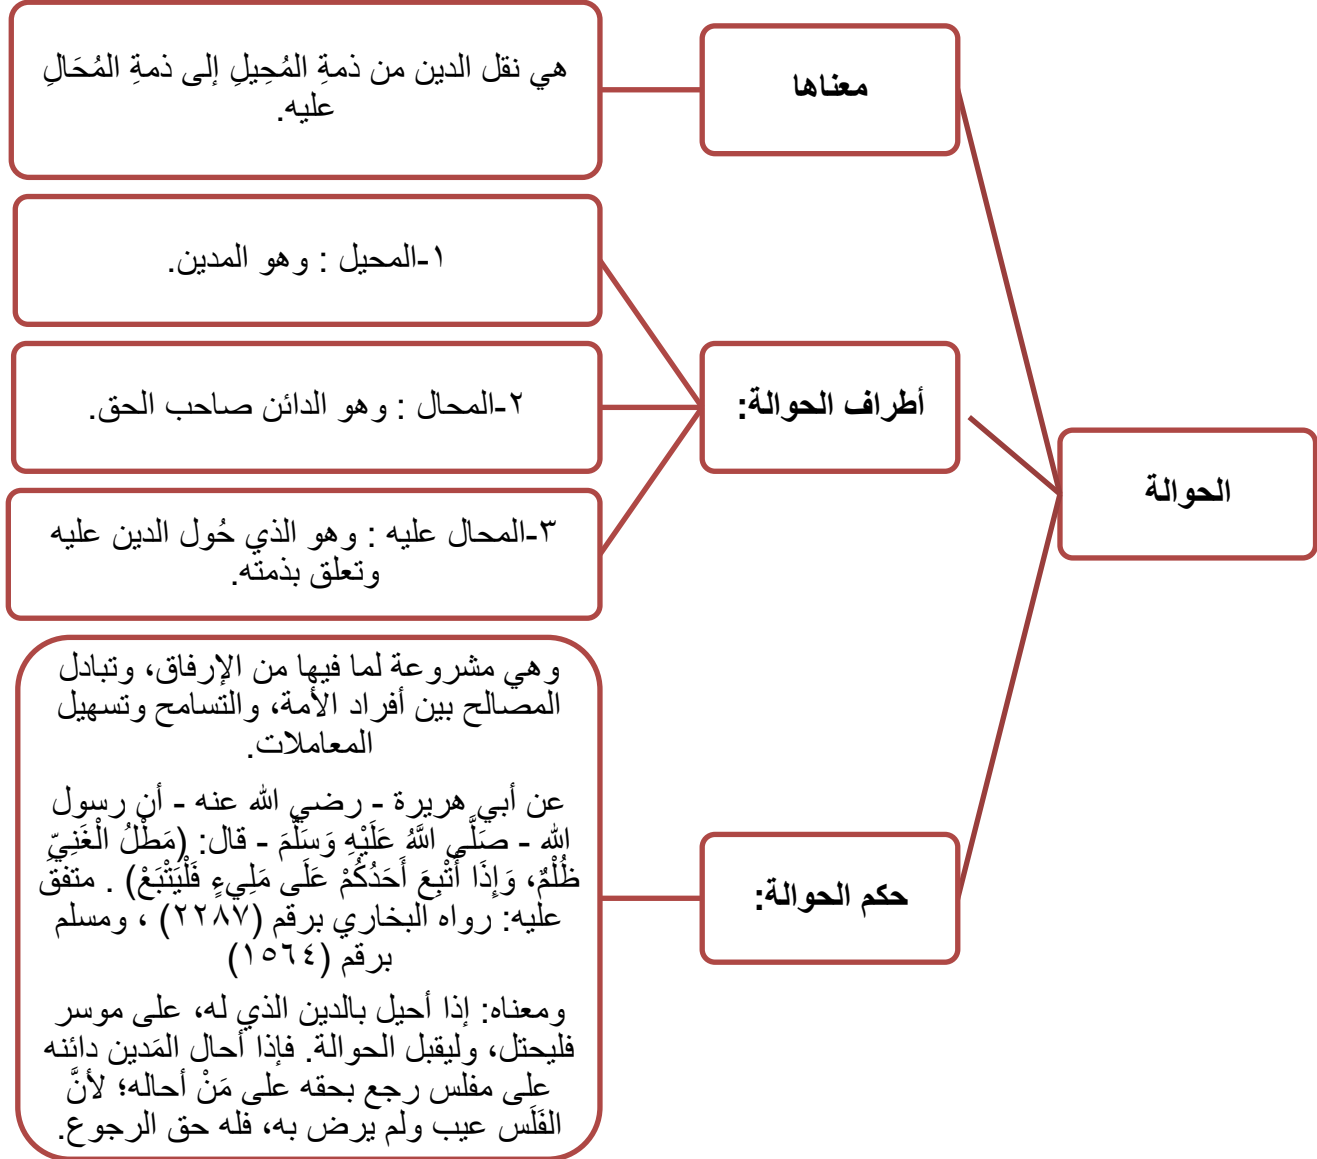 الحوالة
معناها
هي نقل الدين من ذمةِ المُحِيلِ إلى ذمةِ المُحَالِ
عليه.
أطراف الحوالة:
١-المحيل : وهو المدين.
٢-المحال : وهو الدائن صاحب الحق.
٣-المحال عليه : وهو الذي حُول الدين عليه
وتعلق بذمته.
حكم الحوالة:
وهي مشروعة لما فيها من الإرفاق، وتبادل
المصالح بين أفراد الأمة، والتسامح وتسهيل
المعاملات.
عن أبي هريرة - رضي الله عنه - أن رسول
الله - صَلَّى اللَّهُ عَلَيْهِ وَسَلَّمَ - قال: (مَطْلُ الْغَنِيّ
ظُلْمٌ، وَإِذَا أُتْبِعَ أَحَدُكُمْ عَلَى مَلِيءٍ فَلْيَتْبَعْ) . متفق
عليه: رواه البخاري برقم (٢٢٨٧) ، ومسلم
برقم (١٥٦٤)
ومعناه: إذا أحيل بالدين الذي له، على موسر
فليحتل، وليقبل الحوالة. فإذا أحال المَدين دائنه
على مفلس رجع بحقه على مَنْ أحاله؛ لأنَّ
الفَلَس عيب ولم يرض به، فله حق الرجوع.